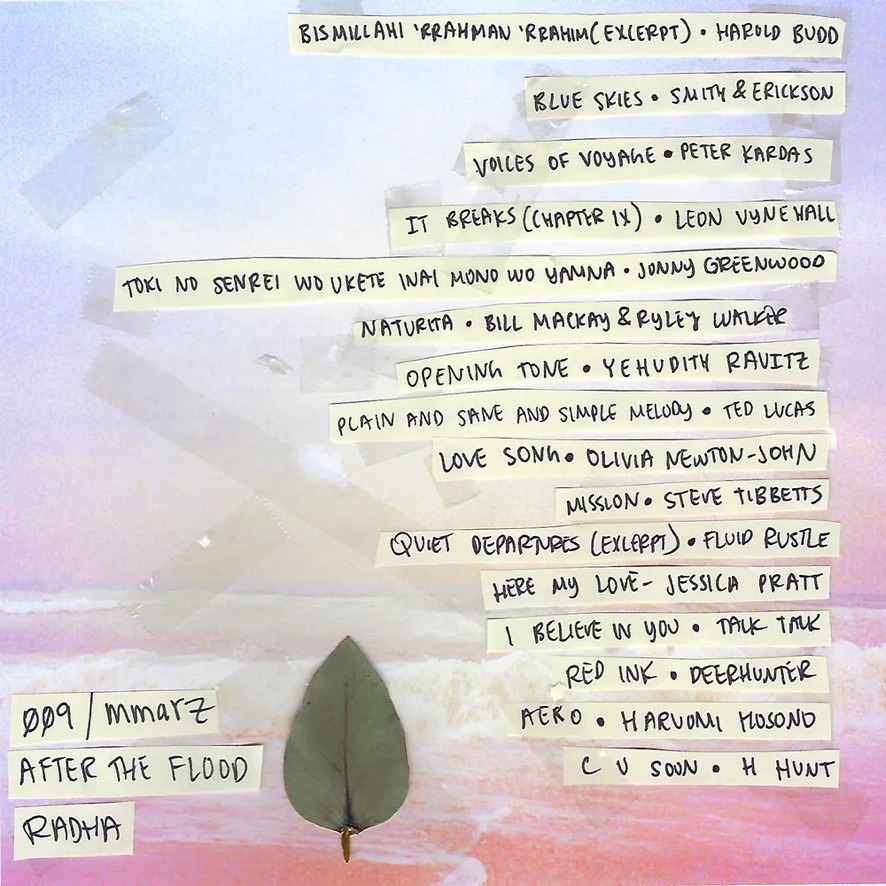 BISMILLAHI 'RRAHMAN 'RRAHIM (EXCERPT) • HAROLD BUDD
BLUE SKIES • SMITH & ERICKSON
VOICES OF VOYAGE • PETER KARDAS
IT BREAKS (CHAPTER IX) • LEON VYNEHALL
TOKI NO SENREI WO UKETE INAI MONO WO YAMNA • JONNY GREENWOOD
NATURITA • BILL MACKAY & RYLEY WALKER
OPENING TONE • YEHUDITH RAVITZ
PLAIN AND SANE AND SIMPLE MELODY • TED LUCAS
LOVE SONG • OLIVIA NEWTON-JOHN
MISSION • STEVE TIBBETTS
QUIET DEPARTURES (EXCERPT) • FLUID RUSTLE
HERE MY LOVE - JESSICA PRATT
I BELIEVE IN YOU • TALK TALK
RED INK • DEERHUNTER
AERO • HARUOMI HOSONO
C U SOON • H HUNT
009 / mmarz
AFTER THE FLOOD
RADHA